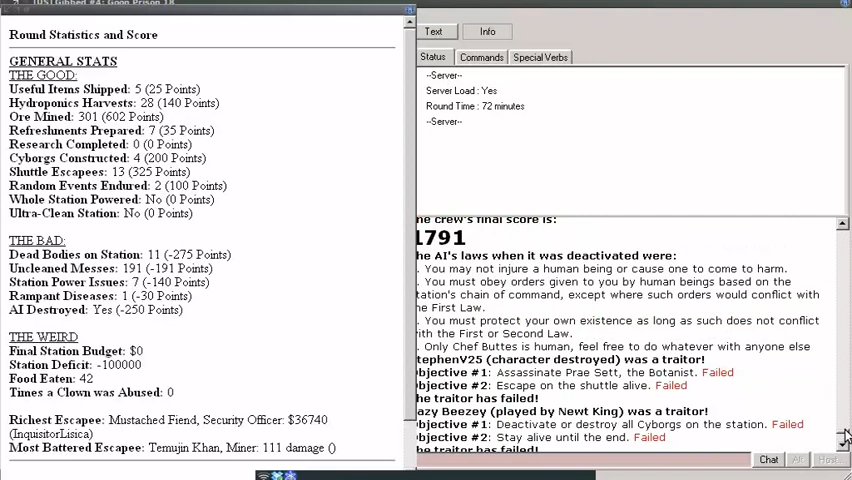 JUSTGibbed #4: Goon Prison 18
Round Statistics and Score
GENERAL STATS
THE GOOD:
Useful Items Shipped: 5 (25 Points)
Hydroponics Harvests: 28 (140 Points)
Ore Mined: 301 (602 Points)
Refreshments Prepared: 7 (35 Points)
Research Completed: 0 (0 Points)
Cyborgs Constructed: 4 (200 Points)
Shuttle Escapees: 13 (325 Points)
Random Events Endured: 2 (100 Points)
Whole Station Powered: No (0 Points)
Ultra-Clean Station: No (0 Points)
THE BAD:
Dead Bodies on Station: 11 (-275 Points)
Uncleaned Messes: 191 (-191 Points)
Station Power Issues: 7 (-140 Points)
Rampant Diseases: 1 (-30 Points)
AI Destroyed: Yes (-250 Points)
THE WEIRD
Final Station Budget: $0
Station Deficit: -100000
Food Eaten: 42
Times a Clown was Abused: 0
Richest Escapee: Mustached Fiend, Security Officer: $36740
(InquisitorLisica)
Most Battered Escapee: Temujin Khan, Miner: 111 damage ()
Text Info
Status Commands Special Verbs
--Server--
Server Load : Yes
Round Time : 72 minutes
--Server--
he crew's final score is:
1791
he AI's laws when it was deactivated were:
. You may not injure a human being or cause one to come to harm.
. You must obey orders given to you by human beings based on the
tation's chain of command, except where such orders would conflict with
he First Law.
. You must protect your own existence as long as such does not conflict
ith the First or Second Law.
. Only Chef Buttes is human, feel free to do whatever with anyone else
tephenV25 (character destroyed) was a traitor!
bjective #1: Assassinate Prae Sett, the Botanist. Failed
bjective #2: Escape on the shuttle alive. Failed
he traitor has failed!
azy Beezey (played by Newt King) was a traitor!
bjective #1: Deactivate or destroy all Cyborgs on the station. Failed
bjective #2: Stay alive until the end. Failed
he traitor has failed!
Chat Alt Host..